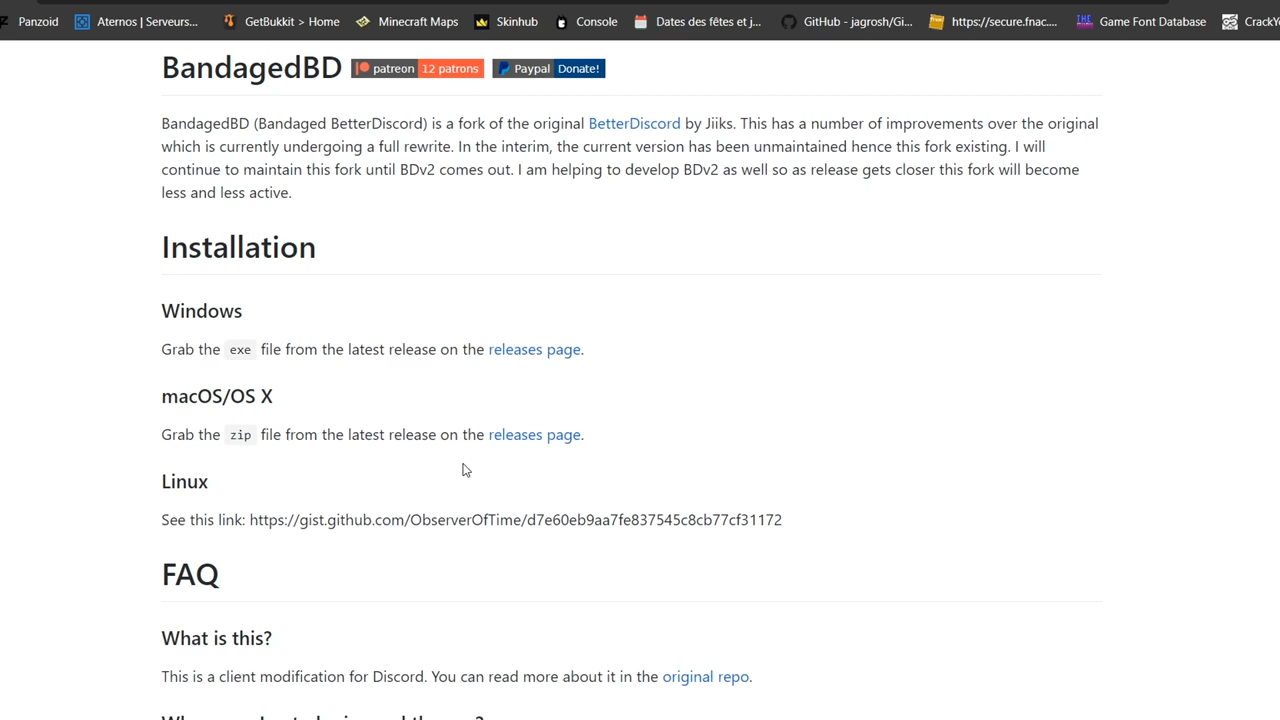 Panzoid Aternos | Serveurs... GetBukkit > Home Minecraft Maps Skinhub Console Dates des fêtes et j... GitHub - jagrosh/Gi... https://secure.fnac.... Game Font Database
BandagedBD patreon 12 patrons Paypal Donate!
BandagedBD (Bandaged BetterDiscord) is a fork of the original BetterDiscord by Jiiks. This has a number of improvements over the original
which is currently undergoing a full rewrite. In the interim, the current version has been unmaintained hence this fork existing. I will
continue to maintain this fork until BDv2 comes out. I am helping to develop BDv2 as well so as release gets closer this fork will become
less and less active.
Installation
Windows
Grab the exe file from the latest release on the releases page.
macOS/OS X
Grab the zip file from the latest release on the releases page.
Linux
See this link: https://gist.github.com/ObserverOfTime/d7e60eb9aa7fe837545c8cb77cf31172
FAQ
What is this?
This is a client modification for Discord. You can read more about it in the original repo.